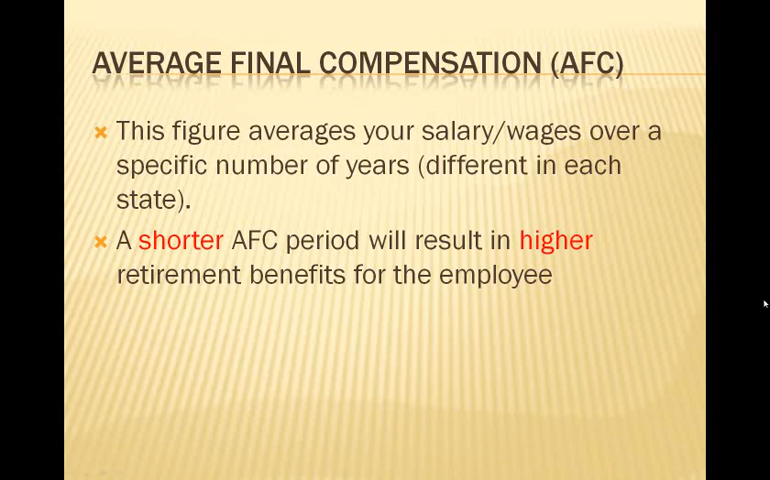 AVERAGE FINAL COMPENSATION (AFC)
This figure averages your salary/wages over a
specific number of years (different in each
state).
A shorter AFC period will result in higher
retirement benefits for the employee